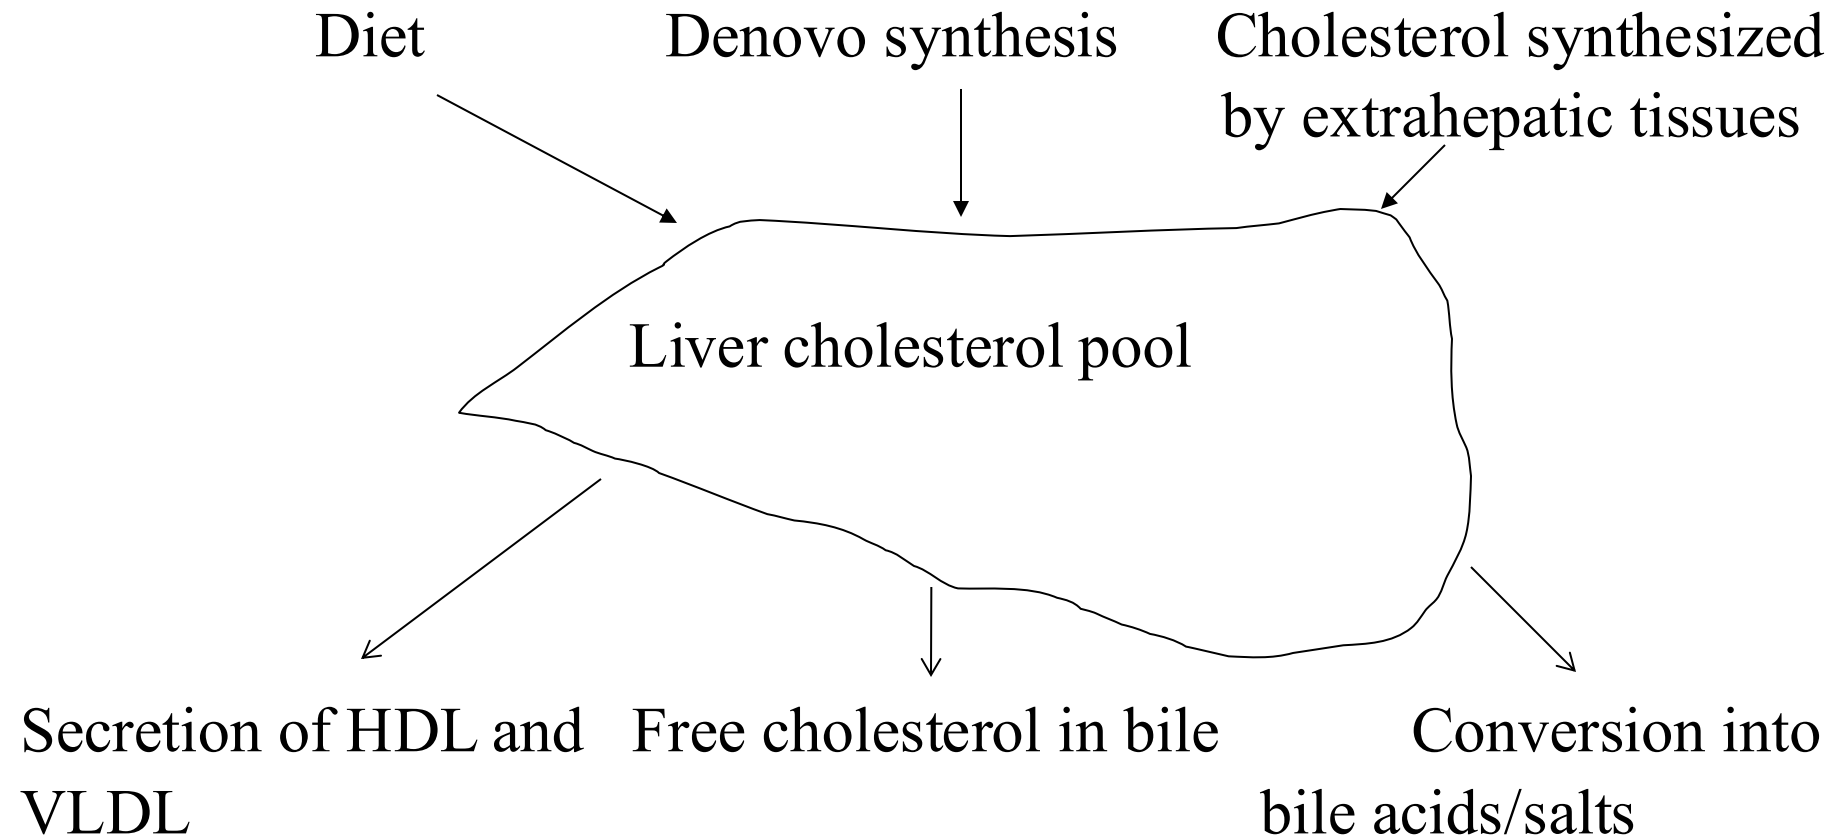 Diet
Denovo synthesis
Cholesterol synthesized
by extrahepatic tissues
Liver cholesterol pool
Secretion of HDL and
VLDL
Free cholesterol in bile
Conversion into
bile acids/salts